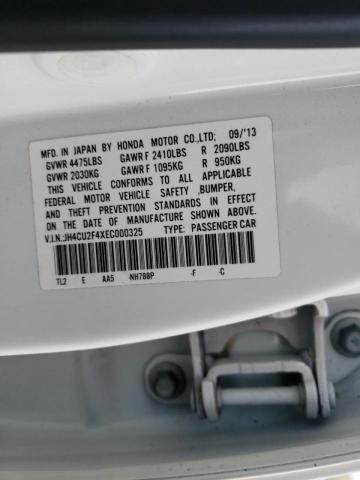 MFD. IN JAPAN BY HONDA MOTOR CO.,LTD; 09/'13
GVWR 4475LBS GAWR F 2410LBS R 2090LBS
GVWR 2030KG GAWR F 1095KG R 950KG
THIS VEHICLE CONFORMS TO ALL APPLICABLE
FEDERAL MOTOR VEHICLE SAFETY ,BUMPER,
AND THEFT PREVENTION STANDARDS IN EFFECT
ON THE DATE OF MANUFACTURE SHOWN ABOVE.
V.I.N.:JH4CU2F4XEC000325 TYPE: PASSENGER CAR
TL2 E AA5 -NH788P -F -C